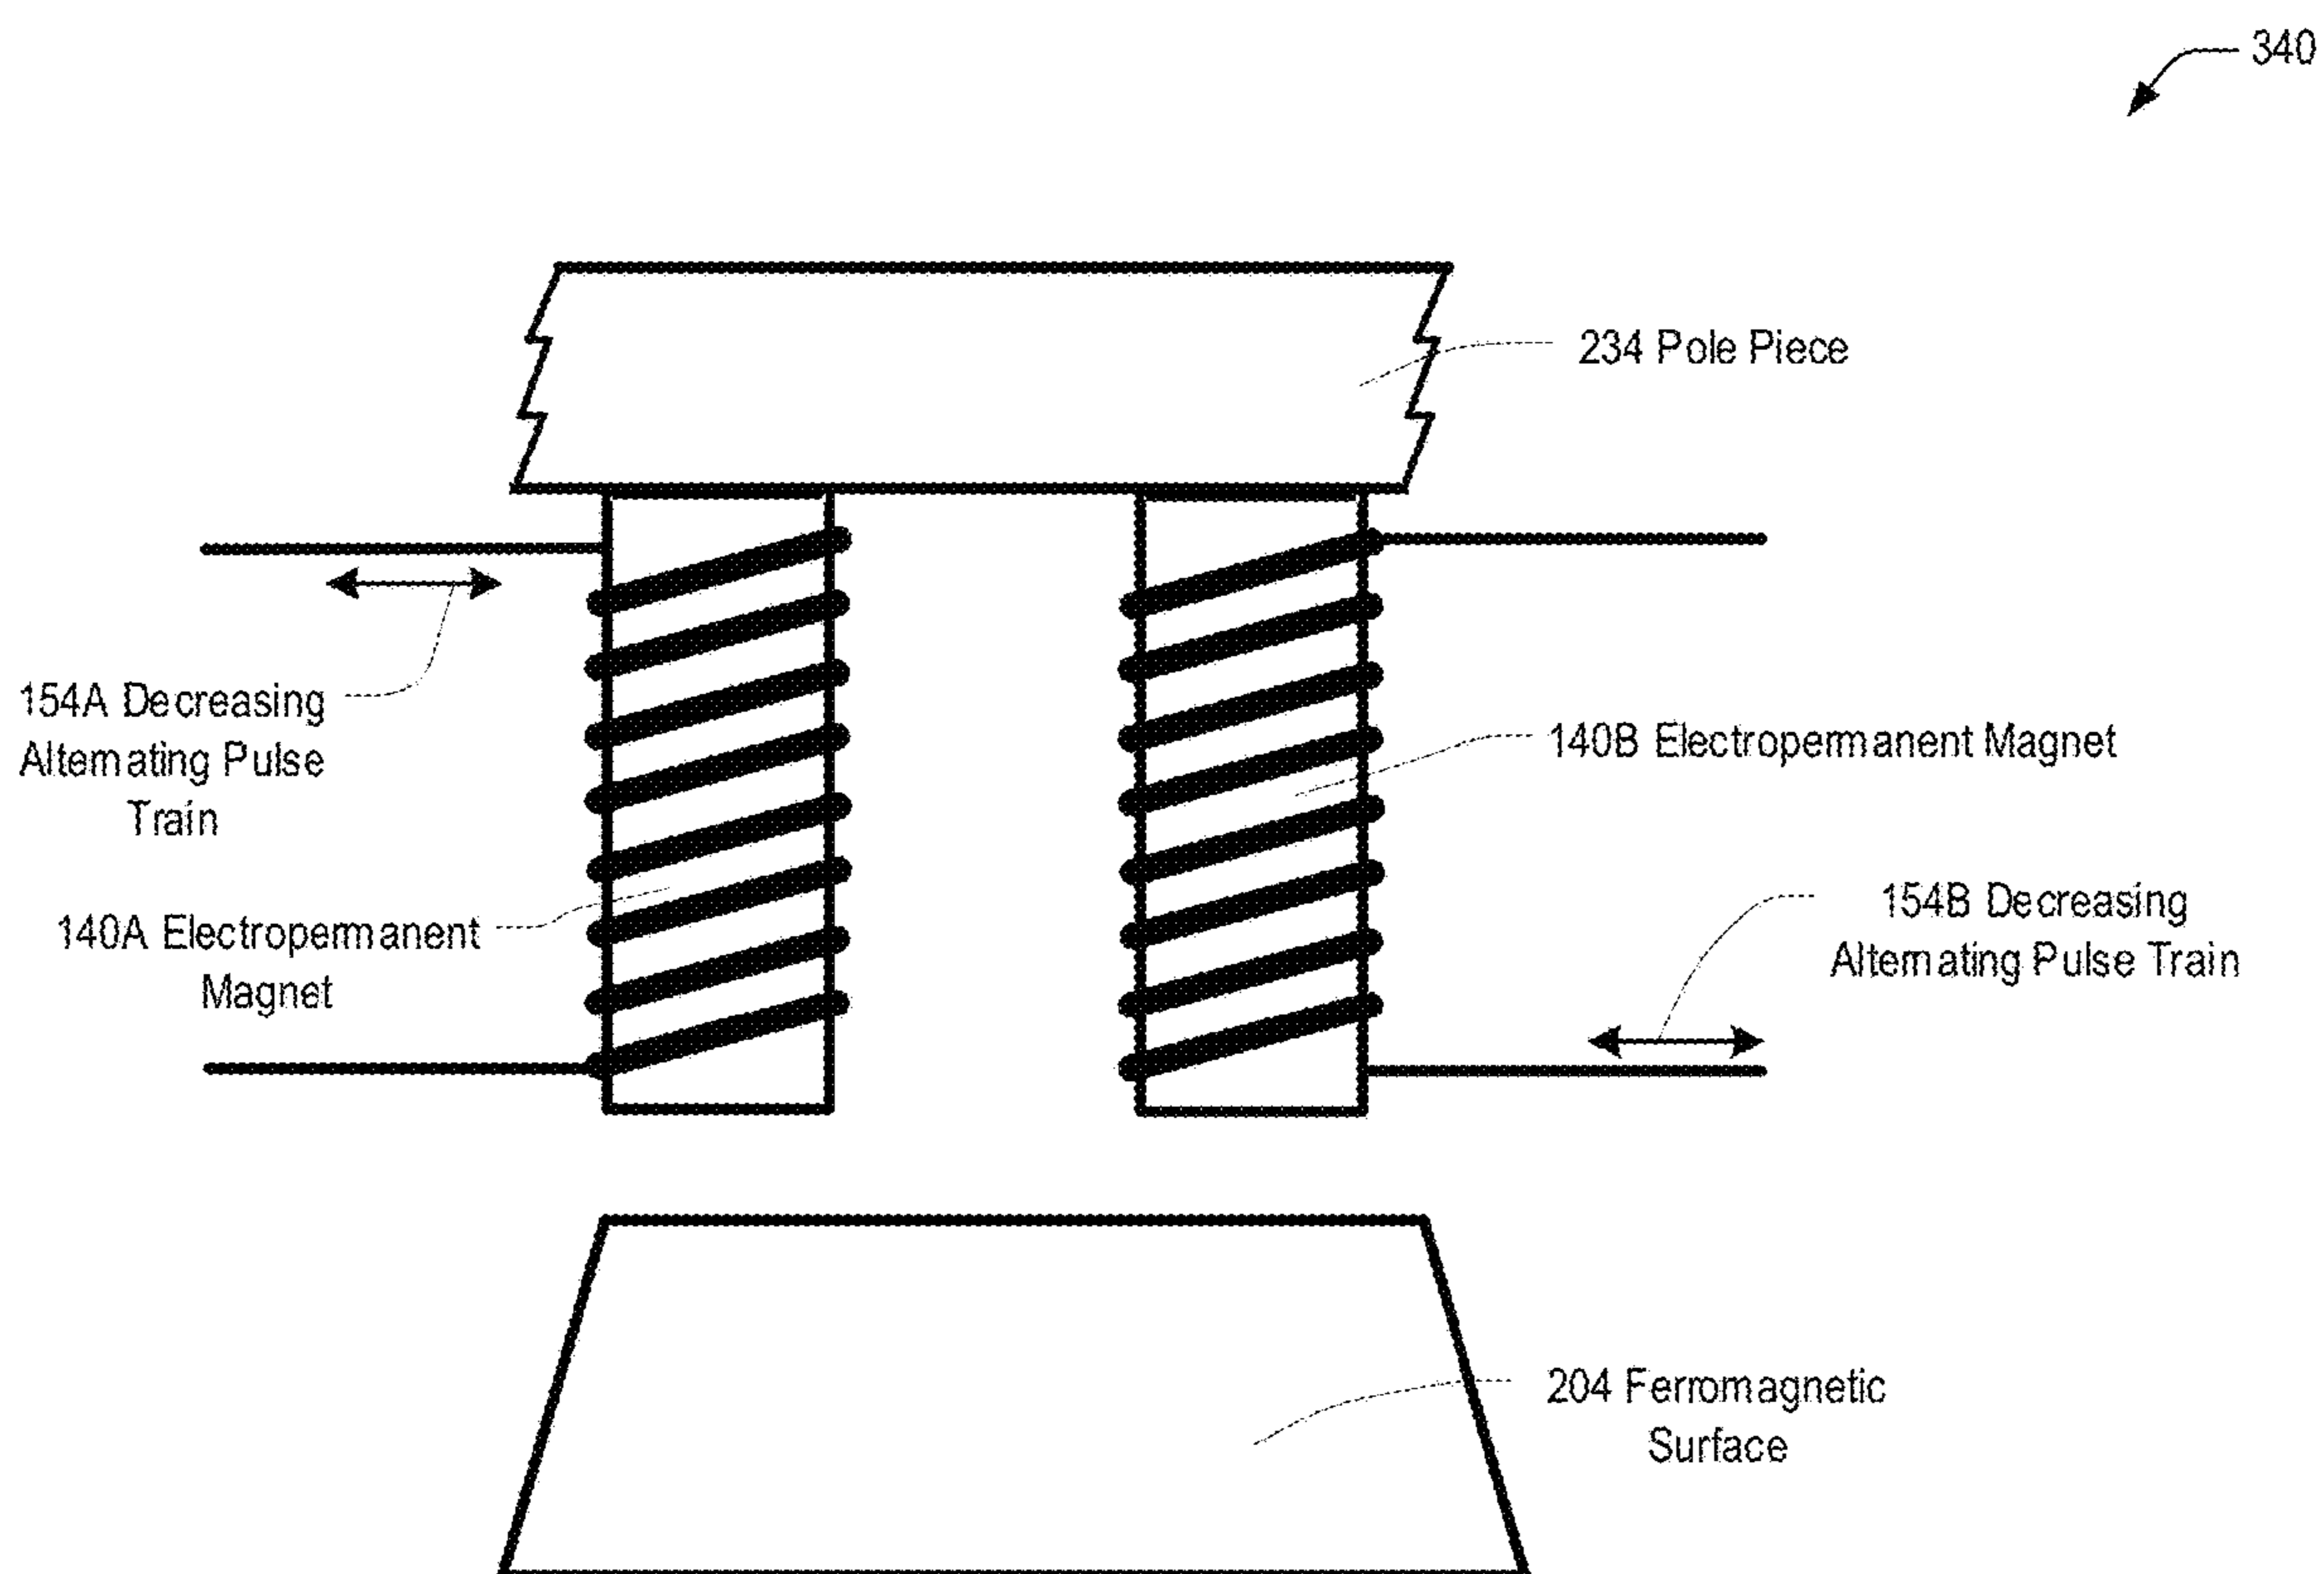 340
234 Pole Piece
154A Decreasing
Alternating Pulse
Train
140B Electropermanent Magnet
140A Electropermanent
Magnet
154B Decreasing
Alternating Pulse Train
204 Ferromagnetic
Surface